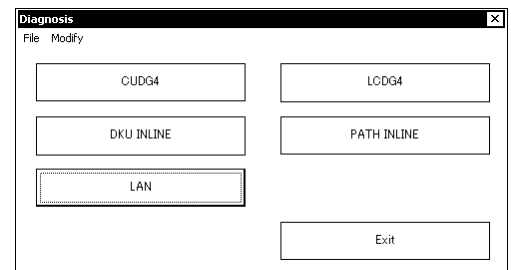 Diagnosis
File Modify
CUDG4 LCDG4
DKU INLINE PATH INLINE
LAN
Exit